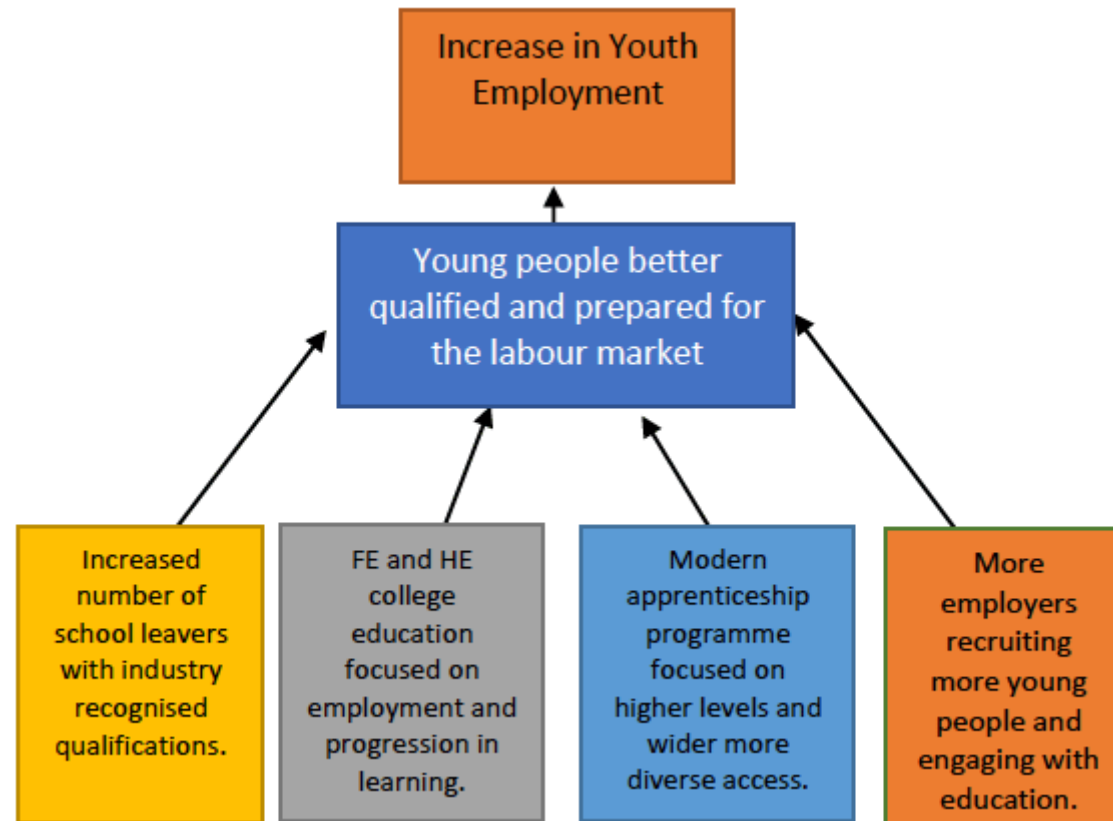 Increase in Youth
Employment
Young people better
qualified and prepared for
the labour market
Increased
number of
school leavers
with industry
recognised
qualifications.
FE and HE
college
education
focused on
employment and
progression in
learning.
Modern
apprenticeship
programme
focused on
higher levels and
wider more
diverse access.
More
employers
recruiting
more young
people and
engaging with
education.